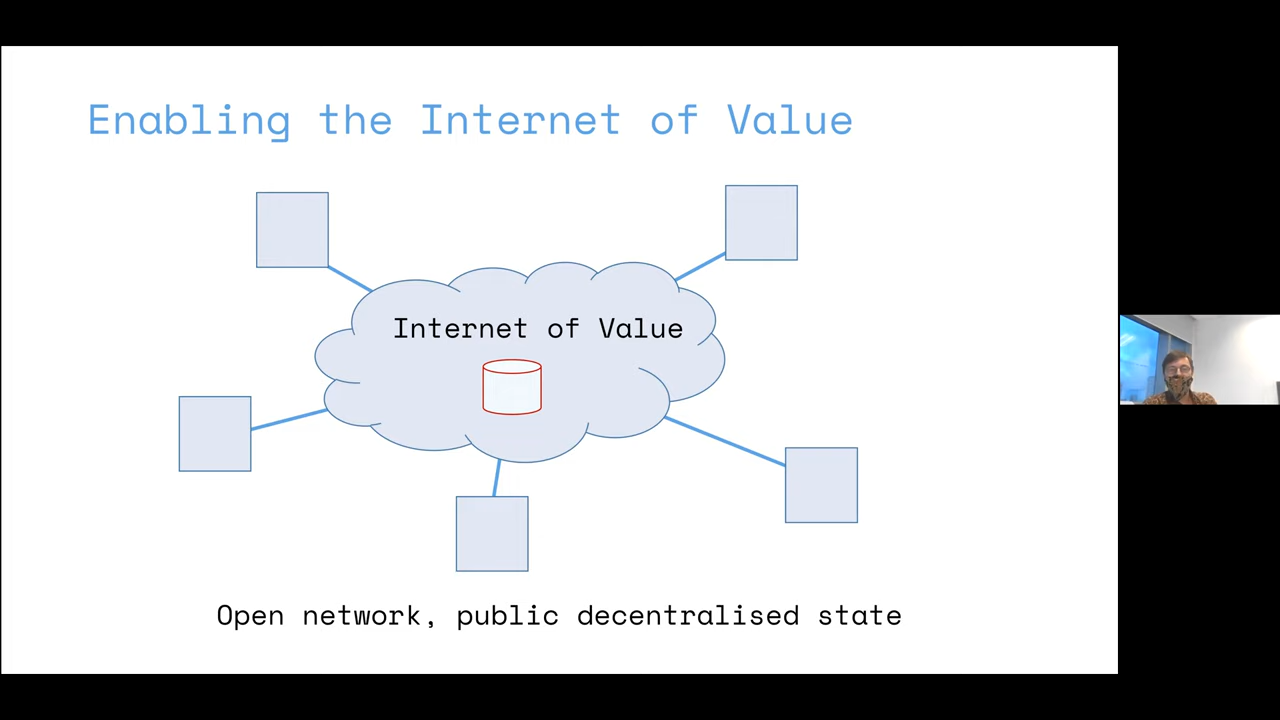 Enabling the Internet of Value
Internet of Value
Open network, public decentralised state